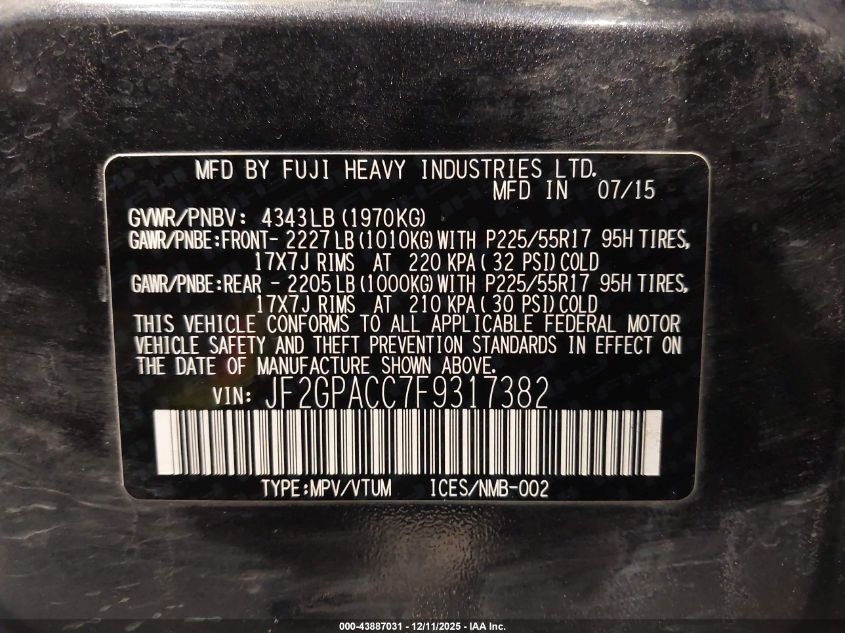 MFD BY FUJI HEAVY INDUSTRIES LTD.
MFD IN 07/15
GVWR/PNBV: 4343LB (1970KG)
GAWR/PNBE:FRONT- 2227LB (1010KG) WITH P225/55R17 95H TIRES,
17X7J RIMS AT 220 KPA ( 32 PSI) COLD
GAWR/PNBE:REAR - 2205LB (1000KG) WITH P225/55R17 95H TIRES,
17X7J RIMS AT 210 KPA ( 30 PSI) COLD
THIS VEHICLE CONFORMS TO ALL APPLICABLE FEDERAL MOTOR
VEHICLE SAFETY AND THEFT PREVENTION STANDARDS IN EFFECT ON
THE DATE OF MANUFACTURE SHOWN ABOVE.
VIN: JF2GPACC7F9317382
TYPE:MPV/VTUM ICES/NMB-002
000-43887031 - 12/11/2025 - IAA Inc.